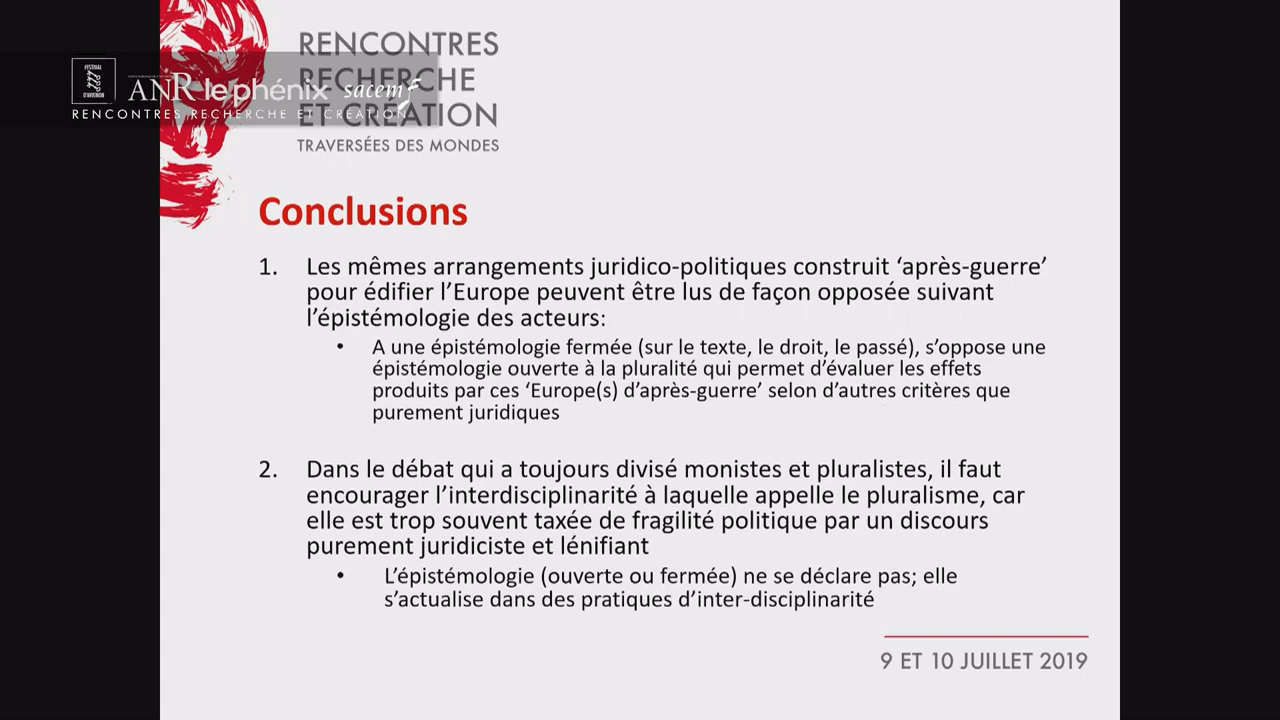 RENCONTRES
RECHERCHE
ET CRÉATION
TRAVERSÉES DES MONDES
FESTIVAL
D'AVIGNON
ANR le phénix sacem
RENCONTRES RECHERCHE ET CRÉATION
Conclusions
1. Les mêmes arrangements juridico-politiques construit ‘après-guerre’
pour édifier l’Europe peuvent être lus de façon opposée suivant
l’épistémologie des acteurs:
• A une épistémologie fermée (sur le texte, le droit, le passé), s’oppose une
épistémologie ouverte à la pluralité qui permet d’évaluer les effets
produits par ces ‘Europe(s) d’après-guerre’ selon d’autres critères que
purement juridiques
2. Dans le débat qui a toujours divisé monistes et pluralistes, il faut
encourager l’interdisciplinarité à laquelle appelle le pluralisme, car
elle est trop souvent taxée de fragilité politique par un discours
purement juridiciste et lénifiant
• L’épistémologie (ouverte ou fermée) ne se déclare pas; elle
s’actualise dans des pratiques d’inter-disciplinarité
9 ET 10 JUILLET 2019